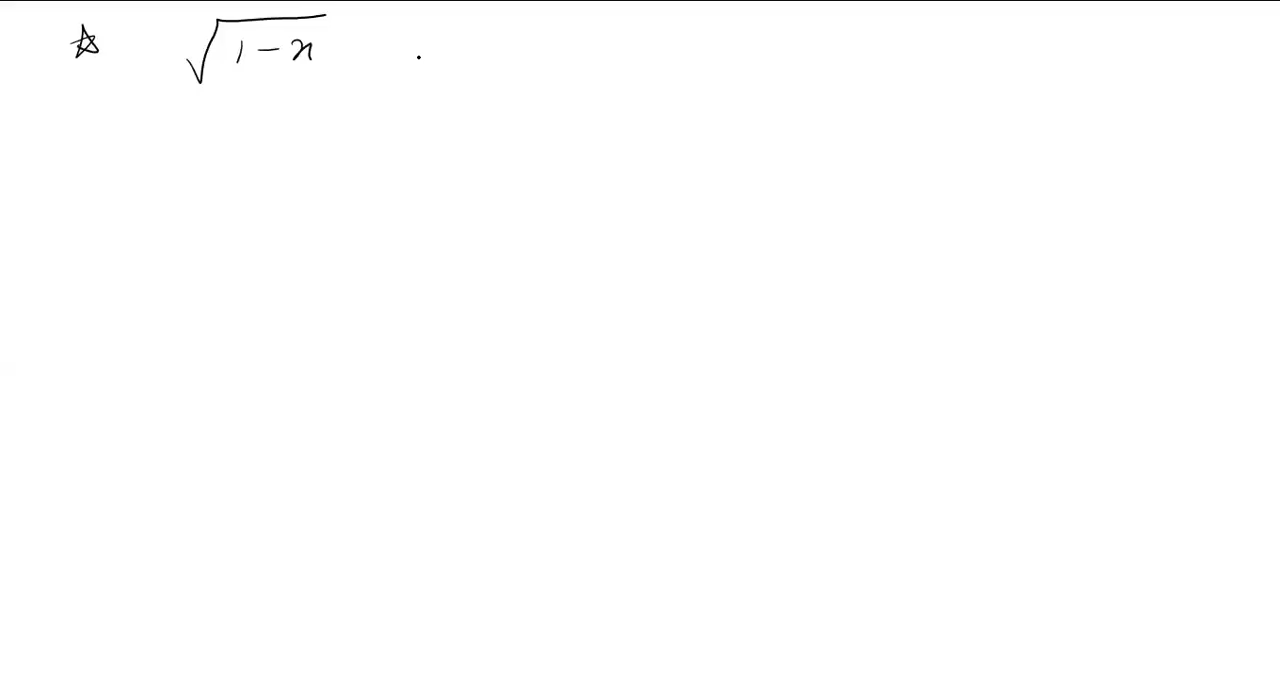 ☆ √(1-x) .